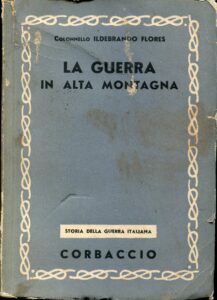 Colonnello ILDEBRANDO FLORES
LA GUERRA
IN ALTA MONTAGNA
STORIA DELLA GUERRA ITALIANA
CORBACCIO